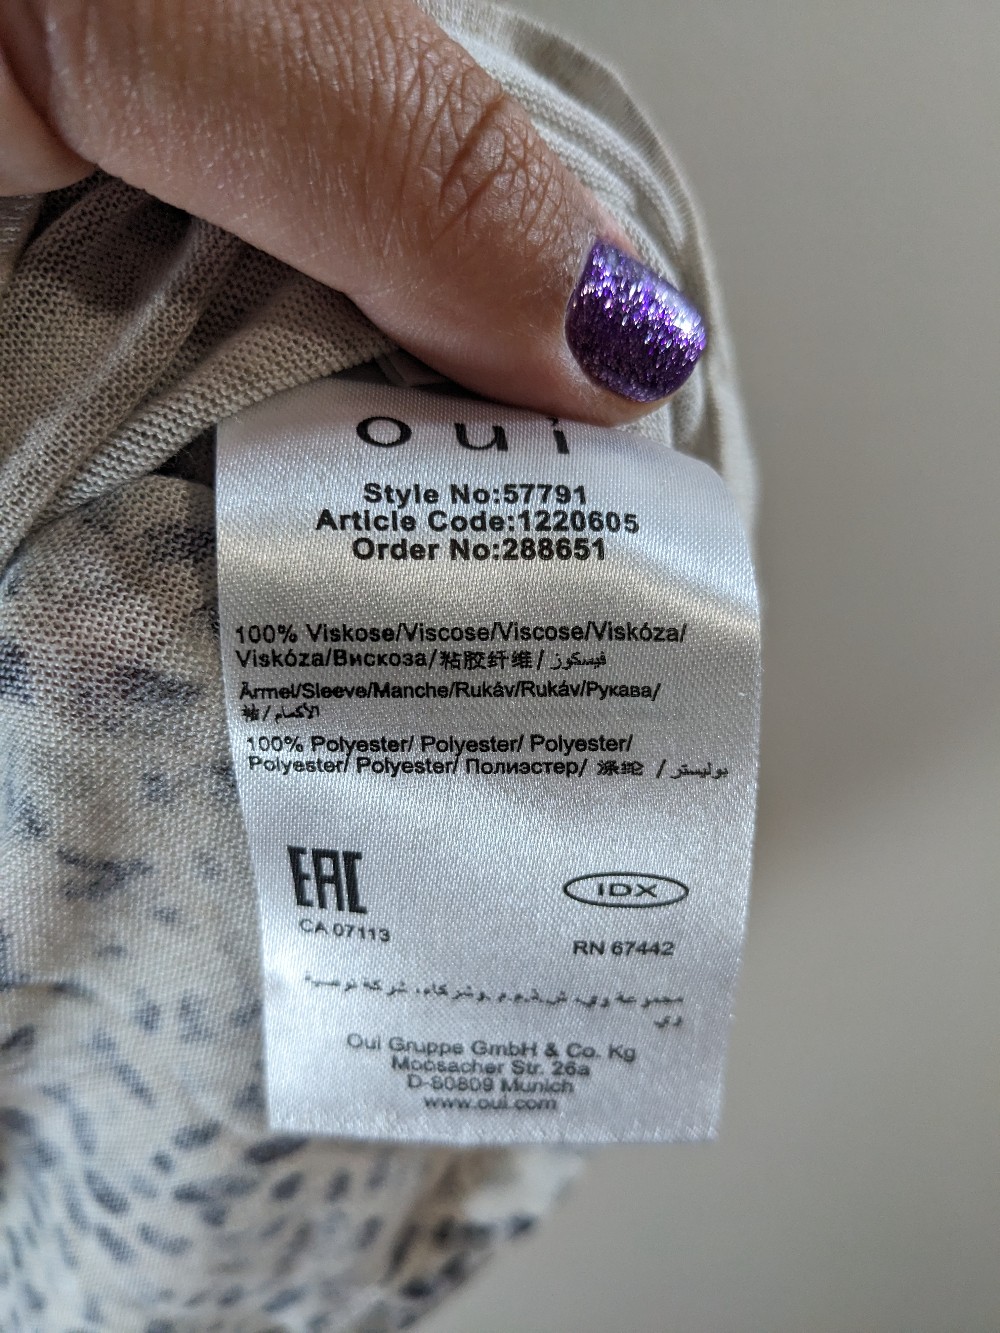 oui
Style No:57791
Article Code:1220605
Order No:288651
100% Viskose/Viscose/Viscose/Viskóza/
Viskóza/Вискоза/粘胶纤维/ فيسكوز
Ärmel/Sleeve/Manche/Rukáv/Rukáv/Рукава/
袖/الأكمام
100% Polyester/ Polyester/ Polyester/
Polyester/ Polyester/ Полиэстер/ 涤纶 / بوليستر
EAC
IDX
CA 07113
RN 67442
Oui Gruppe GmbH & Co. Kg
Moosacher Str. 26a
D-80809 Munich
www.oui.com